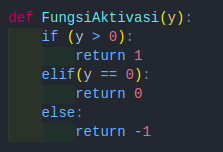 def FungsiAktivasi(y):
    if (y > 0):
        return 1
    elif(y == 0):
        return 0
    else:
        return -1